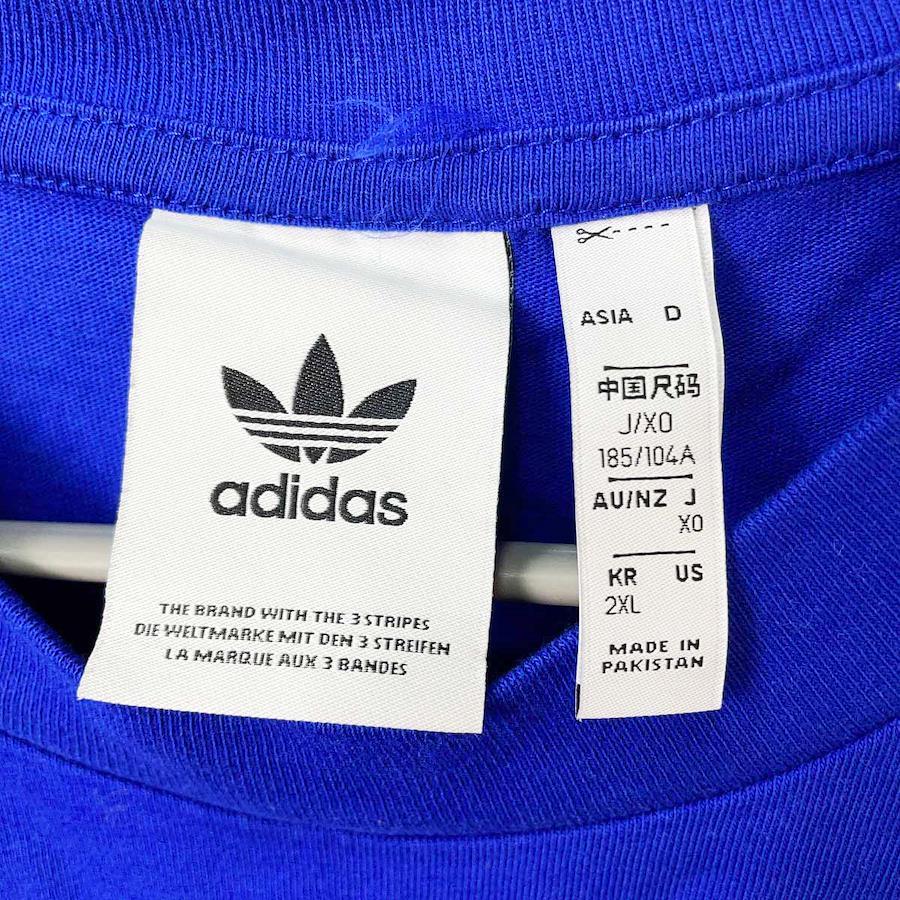 adidas
THE BRAND WITH THE 3 STRIPES
DIE WELTMARKE MIT DEN 3 STREIFEN
LA MARQUE AUX 3 BANDES
ASIA D
中国尺码
J/XO
185/104A
AU/NZ J
XO
KR US
2XL
MADE IN
PAKISTAN